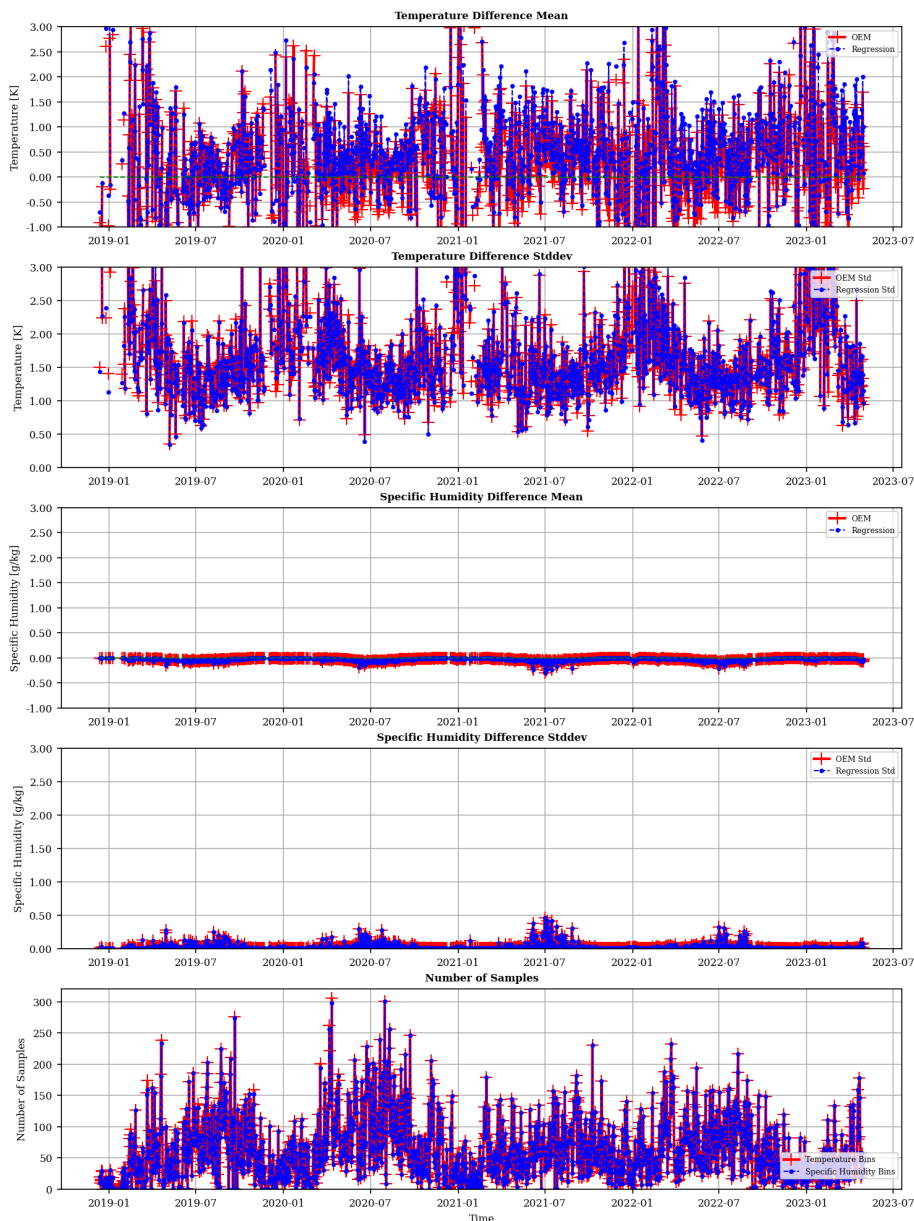 Temperature Difference Mean
Temperature [K]
3.00
2.50
2.00
1.50
1.00
0.50
0.00
-0.50
-1.00
OEM
Regression
2019-01 2019-07 2020-01 2020-07 2021-01 2021-07 2022-01 2022-07 2023-01 2023-07
Temperature Difference Stddev
Temperature [K]
3.00
2.50
2.00
1.50
1.00
0.50
0.00
OEM Std
Regression Std
2019-01 2019-07 2020-01 2020-07 2021-01 2021-07 2022-01 2022-07 2023-01 2023-07
Specific Humidity Difference Mean
Specific Humidity [g/kg]
3.00
2.50
2.00
1.50
1.00
0.50
0.00
-0.50
-1.00
OEM
Regression
2019-01 2019-07 2020-01 2020-07 2021-01 2021-07 2022-01 2022-07 2023-01 2023-07
Specific Humidity Difference Stddev
Specific Humidity [g/kg]
3.00
2.50
2.00
1.50
1.00
0.50
0.00
OEM Std
Regression Std
2019-01 2019-07 2020-01 2020-07 2021-01 2021-07 2022-01 2022-07 2023-01 2023-07
Number of Samples
Number of Samples
300
250
200
150
100
50
0
Temperature Bins
Specific Humidity Bins
2019-01 2019-07 2020-01 2020-07 2021-01 2021-07 2022-01 2022-07 2023-01 2023-07
Time